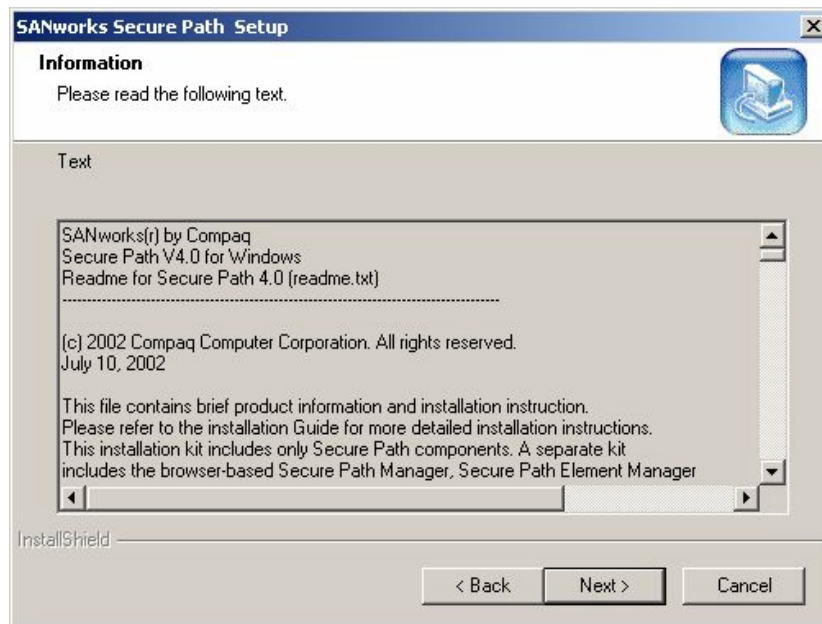 SANworks Secure Path  Setup
Information
Please read the following text.
Text
SANworks(r) by Compaq
Secure Path V4.0 for Windows
Readme for Secure Path 4.0 (readme.txt)
--------------------------------------------------------------------------------
(c) 2002 Compaq Computer Corporation. All rights reserved.
July 10, 2002
This file contains brief product information and installation instruction.
Please refer to the installation Guide for more detailed installation instructions.
This installation kit includes only Secure Path components. A separate kit
includes the browser-based Secure Path Manager, Secure Path Element Manager
InstallShield
< Back
Next >
Cancel